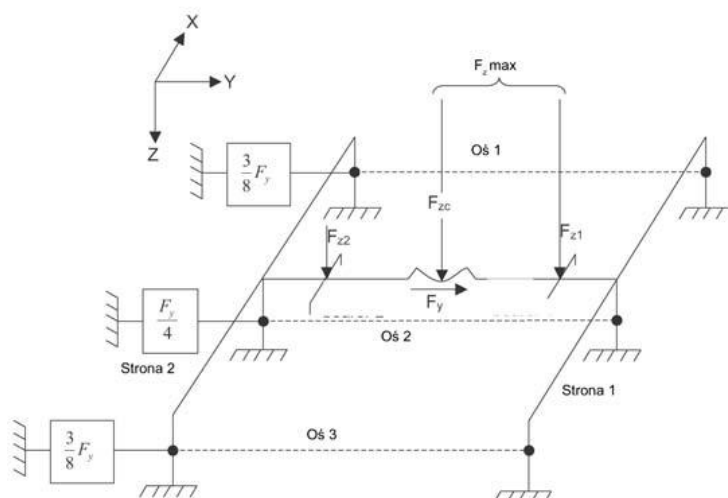 X
F_z max
Y
Z
Oś 1
3/8 F_y
F_zc
F_z2
F_z1
F_y
F_y/4
Oś 2
Strona 2
Strona 1
Oś 3
3/8 F_y